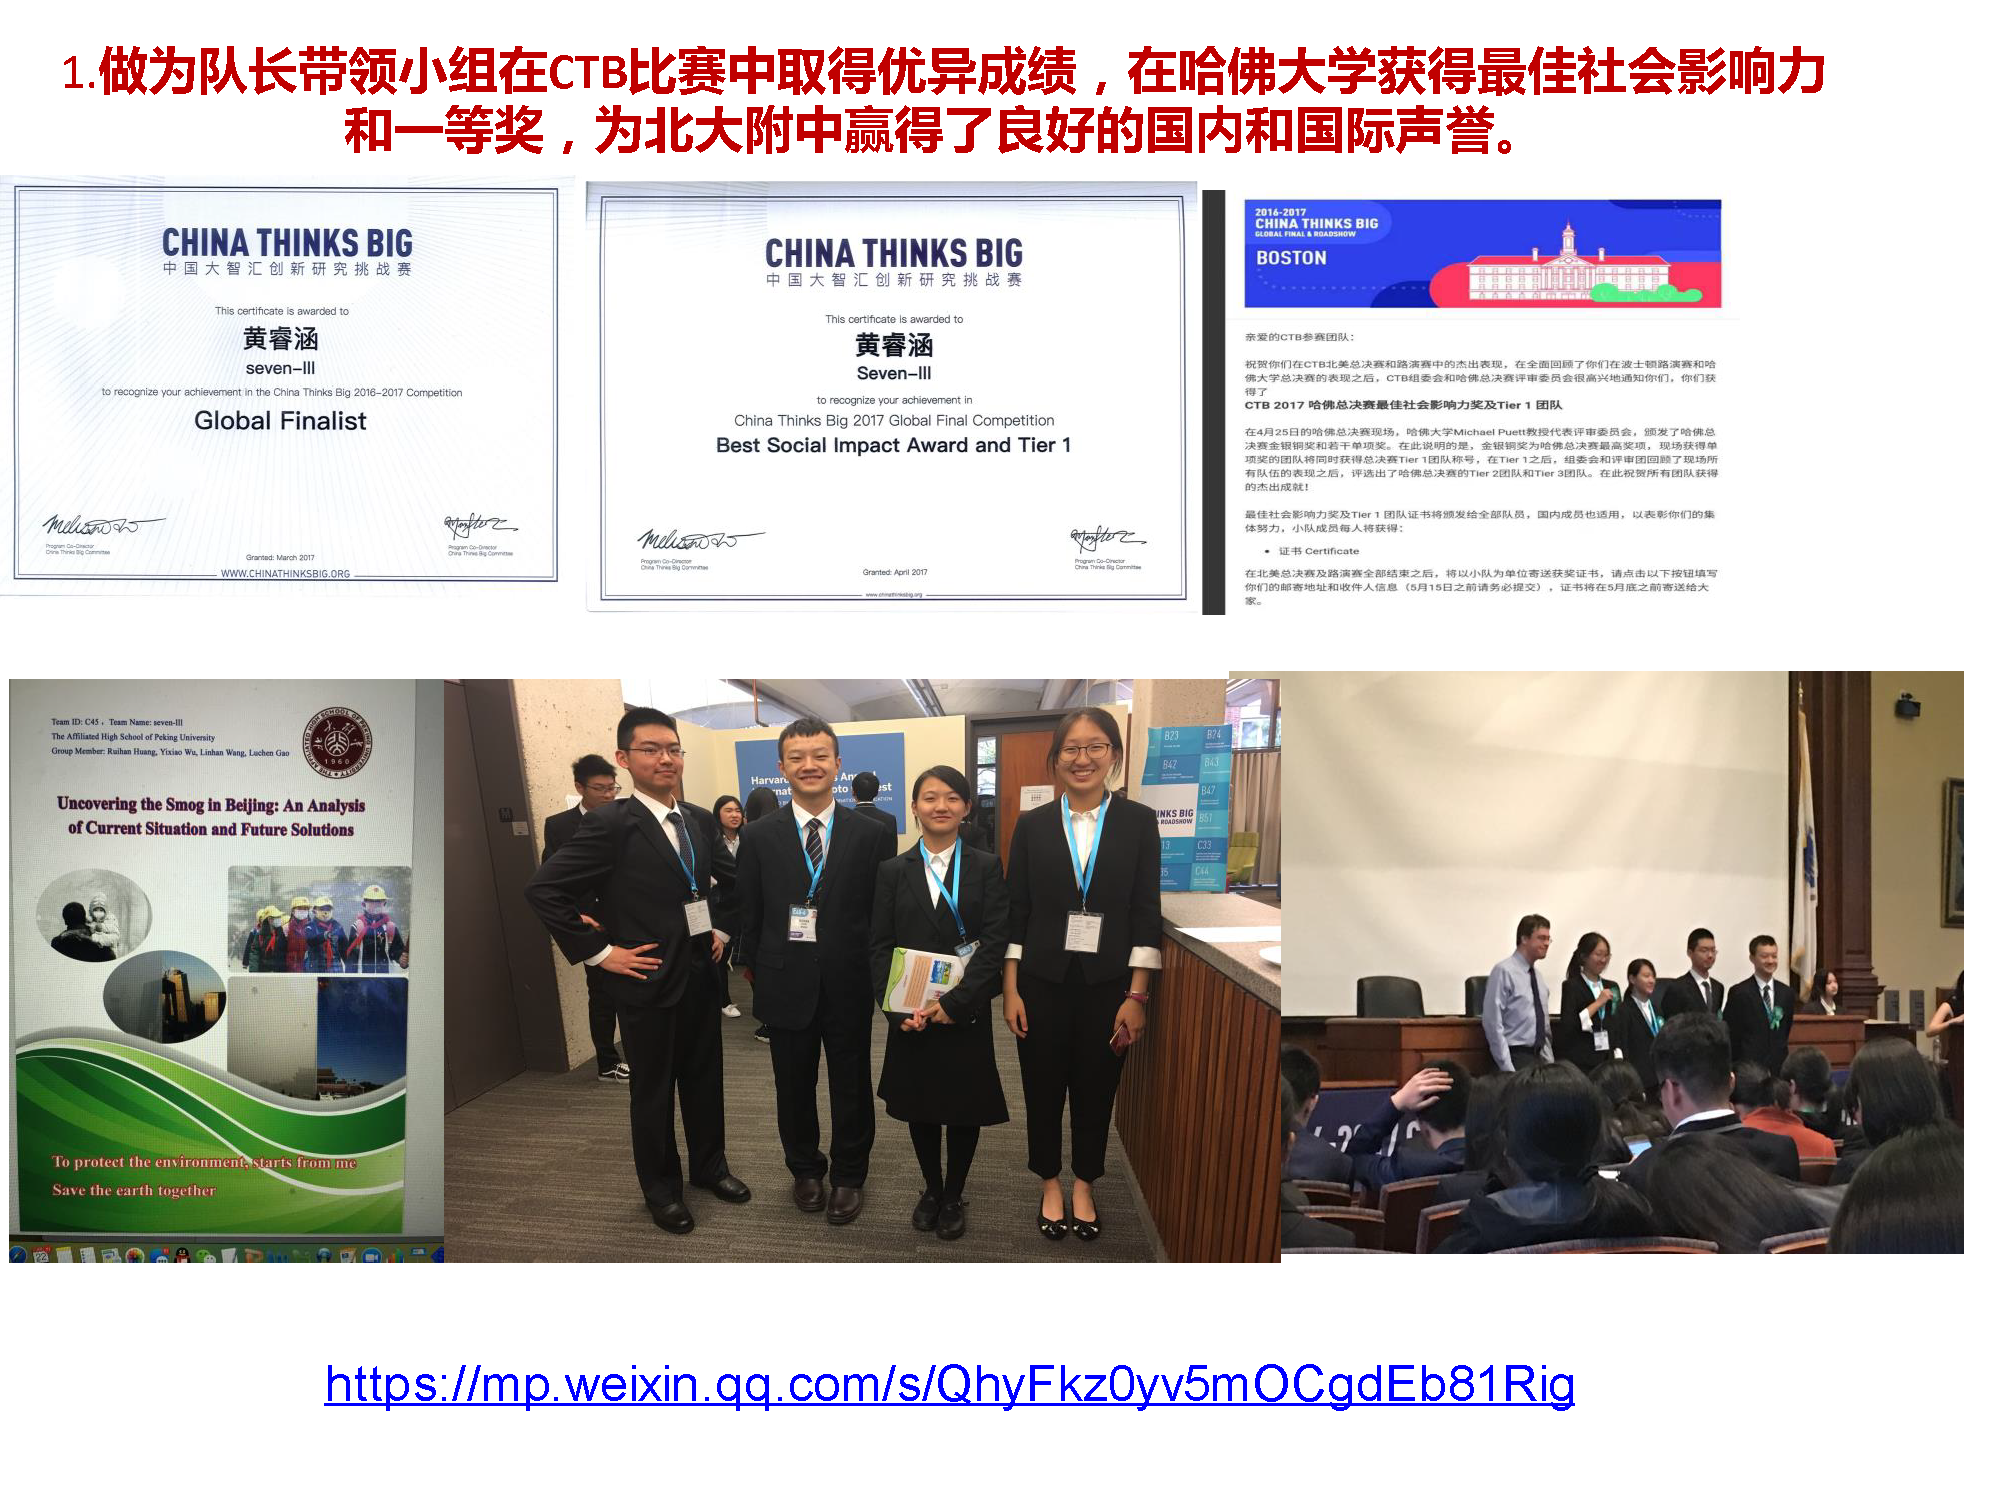 1.做为队长带领小组在CTB比赛中取得优异成绩，在哈佛大学获得最佳社会影响力
和一等奖，为北大附中赢得了良好的国内和国际声誉。
CHINA THINKS BIG
中国大智汇创新研究挑战赛
This certificate is awarded to
黄睿涵
seven-III
to recognize your achievement in the China Thinks Big 2016-2017 Competition
Global Finalist
Program Co-Director
China Thinks Big Committee
Granted: March 2017
Program Co-Director
China Thinks Big Committee
WWW.CHINATHINKSBIG.ORG
CHINA THINKS BIG
中国大智汇创新研究挑战赛
This certificate is awarded to
黄睿涵
Seven-III
to recognize your achievement in
China Thinks Big 2017 Global Final Competition
Best Social Impact Award and Tier 1
Program Co-Director
China Thinks Big Committee
Granted: April 2017
Program Co-Director
China Thinks Big Committee
www.chinathinksbig.org
2016-2017
CHINA THINKS BIG
GLOBAL FINAL & ROADSHOW
BOSTON
亲爱的CTB参赛团队：
祝贺你们在CTB北美总决赛和路演赛中的杰出表现，在全面回顾了你们在波士顿路演赛和哈
佛大学总决赛的表现之后，CTB组委会和哈佛总决赛评审委员会很高兴地通知你们，你们获
得了
CTB 2017 哈佛总决赛最佳社会影响力奖及Tier 1 团队
在4月25日的哈佛总决赛现场，哈佛大学Michael Puett教授代表评审委员会，颁发了哈佛总
决赛金银铜奖和若干单项奖。在此说明的是，金银铜奖为哈佛总决赛最高奖项，现场获得单
项奖的团队将同时获得总决赛Tier 1团队称号，在Tier 1之后，组委会和评审团回顾了现场所
有队伍的表现之后，评选出了哈佛总决赛的Tier 2团队和Tier 3团队。在此祝贺所有团队获得
的杰出成就！
最佳社会影响力奖及Tier 1 团队证书将颁发给全部队员，国内成员也适用，以表彰你们的集
体努力，小队成员每人将获得：
• 证书 Certificate
在北美总决赛及路演赛全部结束之后，将以小队为单位寄送获奖证书，请点击以下按钮填写
你们的邮寄地址和收件人信息（5月15日之前请务必提交），证书将在5月底之前寄送给大
家。
Team ID: C45，Team Name: seven-III
The Affiliated High School of Peking University
Group Member: Ruihan Huang, Yixiao Wu, Linhan Wang, Luchen Gao
1960
Uncovering the Smog in Beijing: An Analysis
of Current Situation and Future Solutions
To protect the environment, starts from me
Save the earth together
Harvard
B23
B24
B42
B43
B47
INKS BIG
ROADSHOW
B51
13
C33
35
C44
https://mp.weixin.qq.com/s/QhyFkz0yv5mOCgdEb81Rig